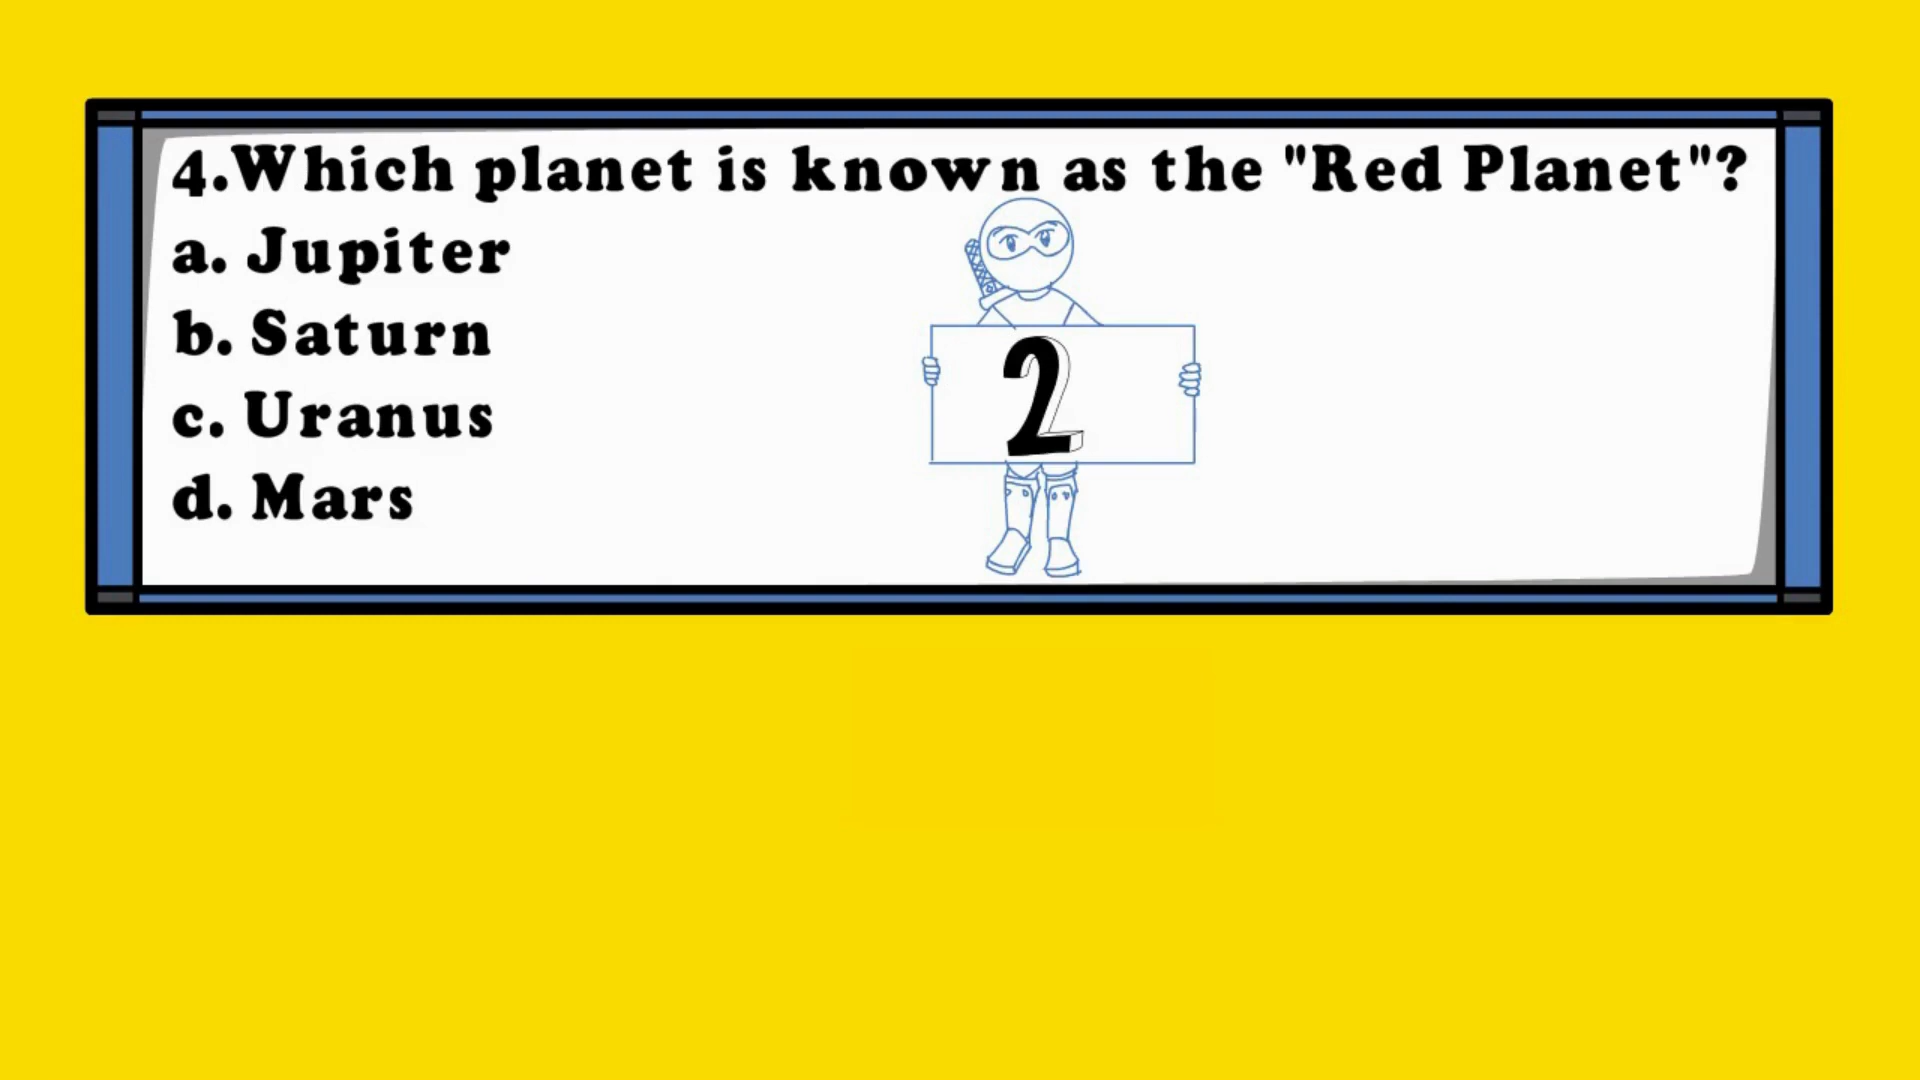 4.Which planet is known as the "Red Planet"?
a. Jupiter
b. Saturn
c. Uranus
d. Mars
2